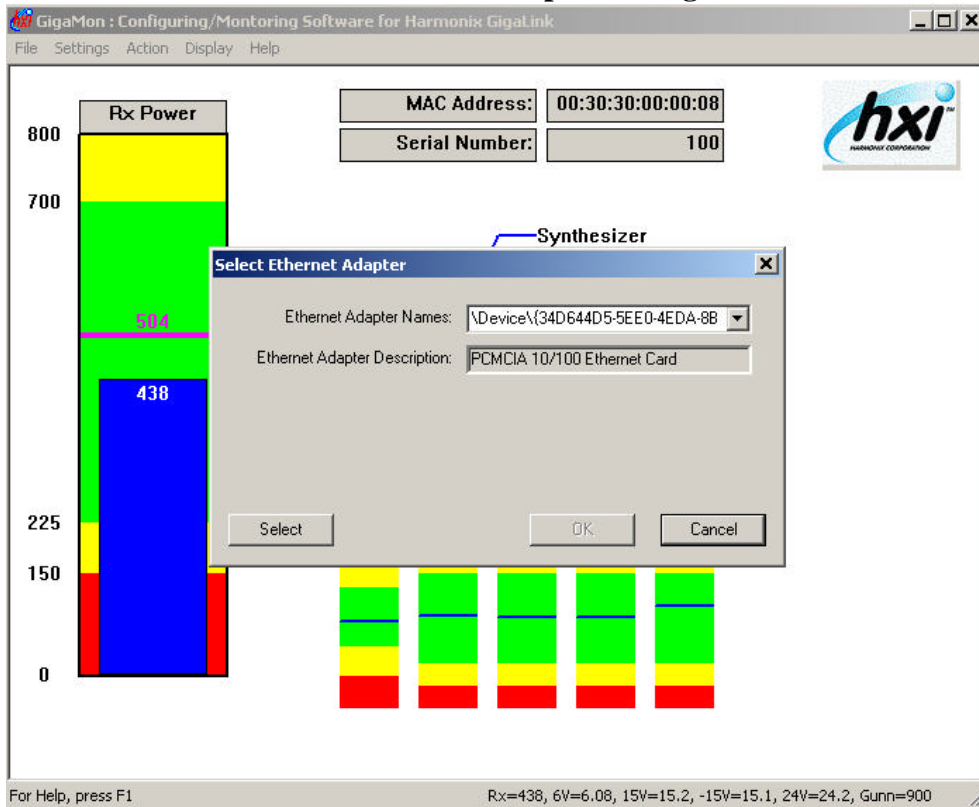 GigaMon : Configuring/Montoring Software for Harmonix GigaLink
File Settings Action Display Help
Rx Power
800
700
504
438
225
150
0
MAC Address: 00:30:30:00:00:08
Serial Number: 100
hxi
HARMONIX CORPORATION
Synthesizer
Select Ethernet Adapter
Ethernet Adapter Names: \Device\{34D644D5-5EE0-4EDA-8B
Ethernet Adapter Description: PCMCIA 10/100 Ethernet Card
Select OK Cancel
For Help, press F1 Rx=438, 6V=6.08, 15V=15.2, -15V=15.1, 24V=24.2, Gunn=900